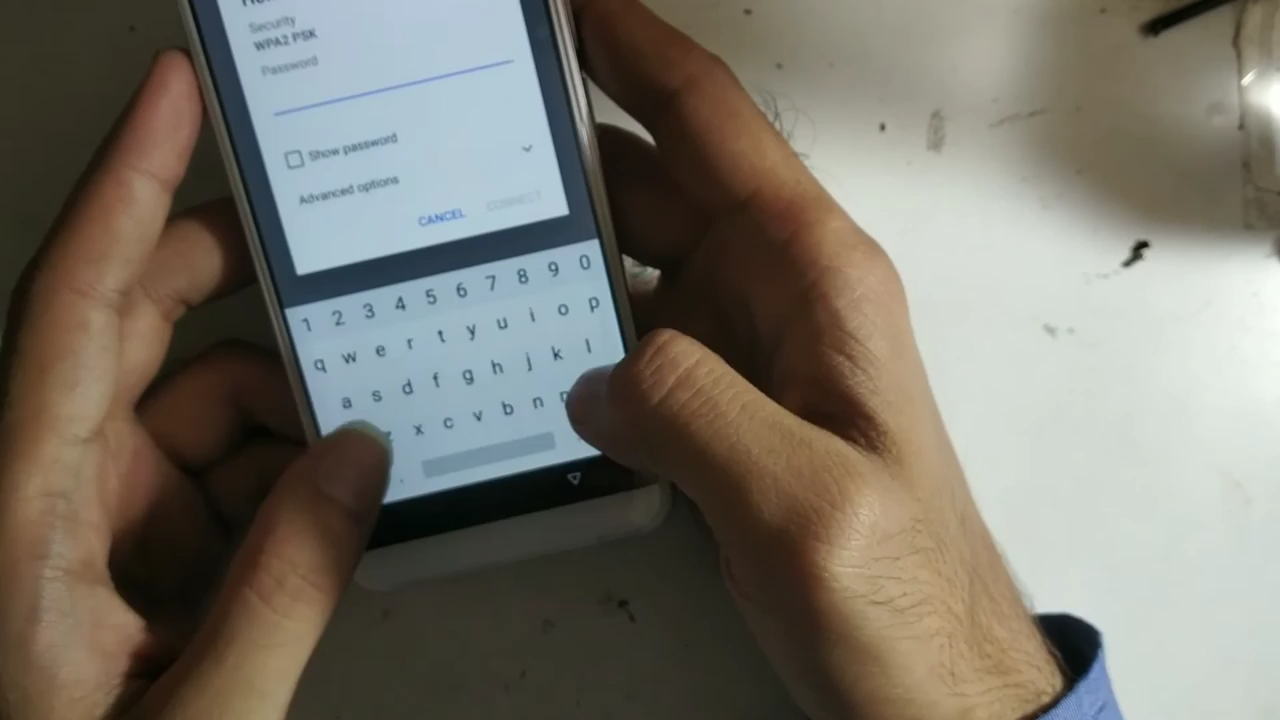 Security
WPA2 PSK
Password
Show password
Advanced options
CANCEL CONNECT
1 2 3 4 5 6 7 8 9 0
q w e r t y u i o p
a s d f g h j k l
x c v b n